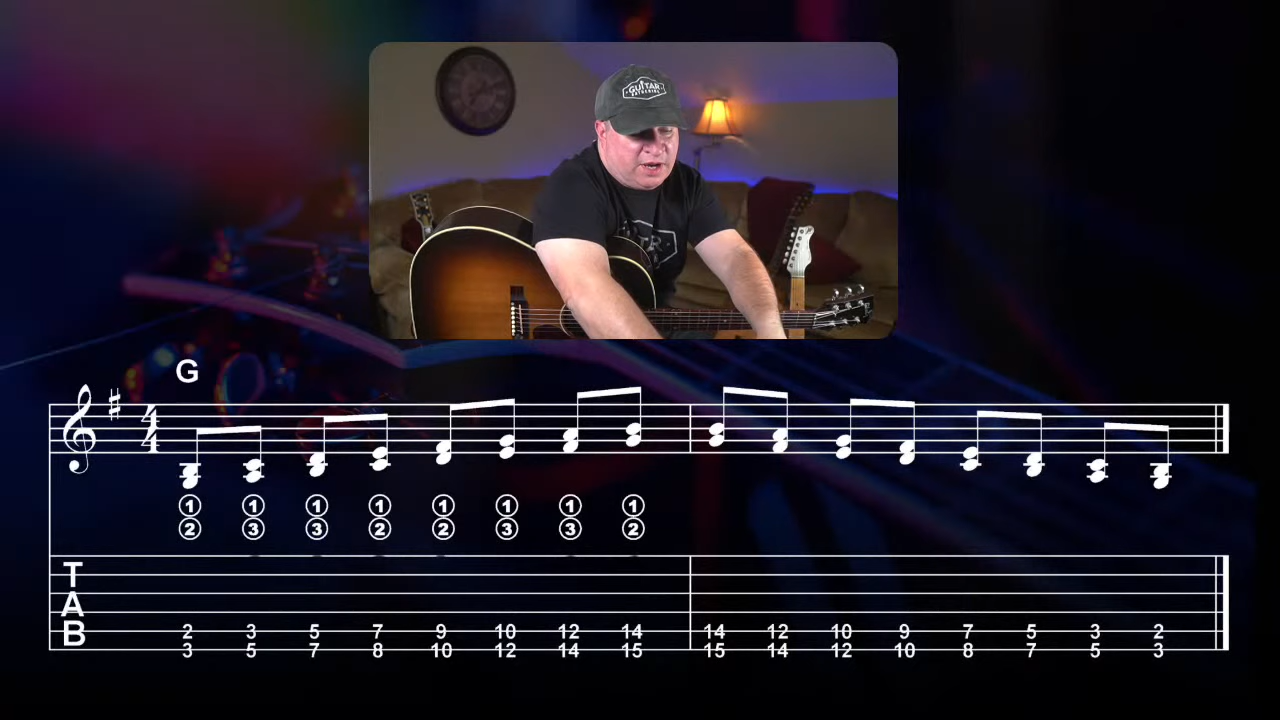 GUITAR
GATHERING
G
4
4
1 1 1 1 1 1 1 1
2 3 3 2 2 3 3 2
T
A
B
2 3 5 7 9 10 12 14 14 12 10 9 7 5 3 2
3 5 7 8 10 12 14 15 15 14 12 10 8 7 5 3